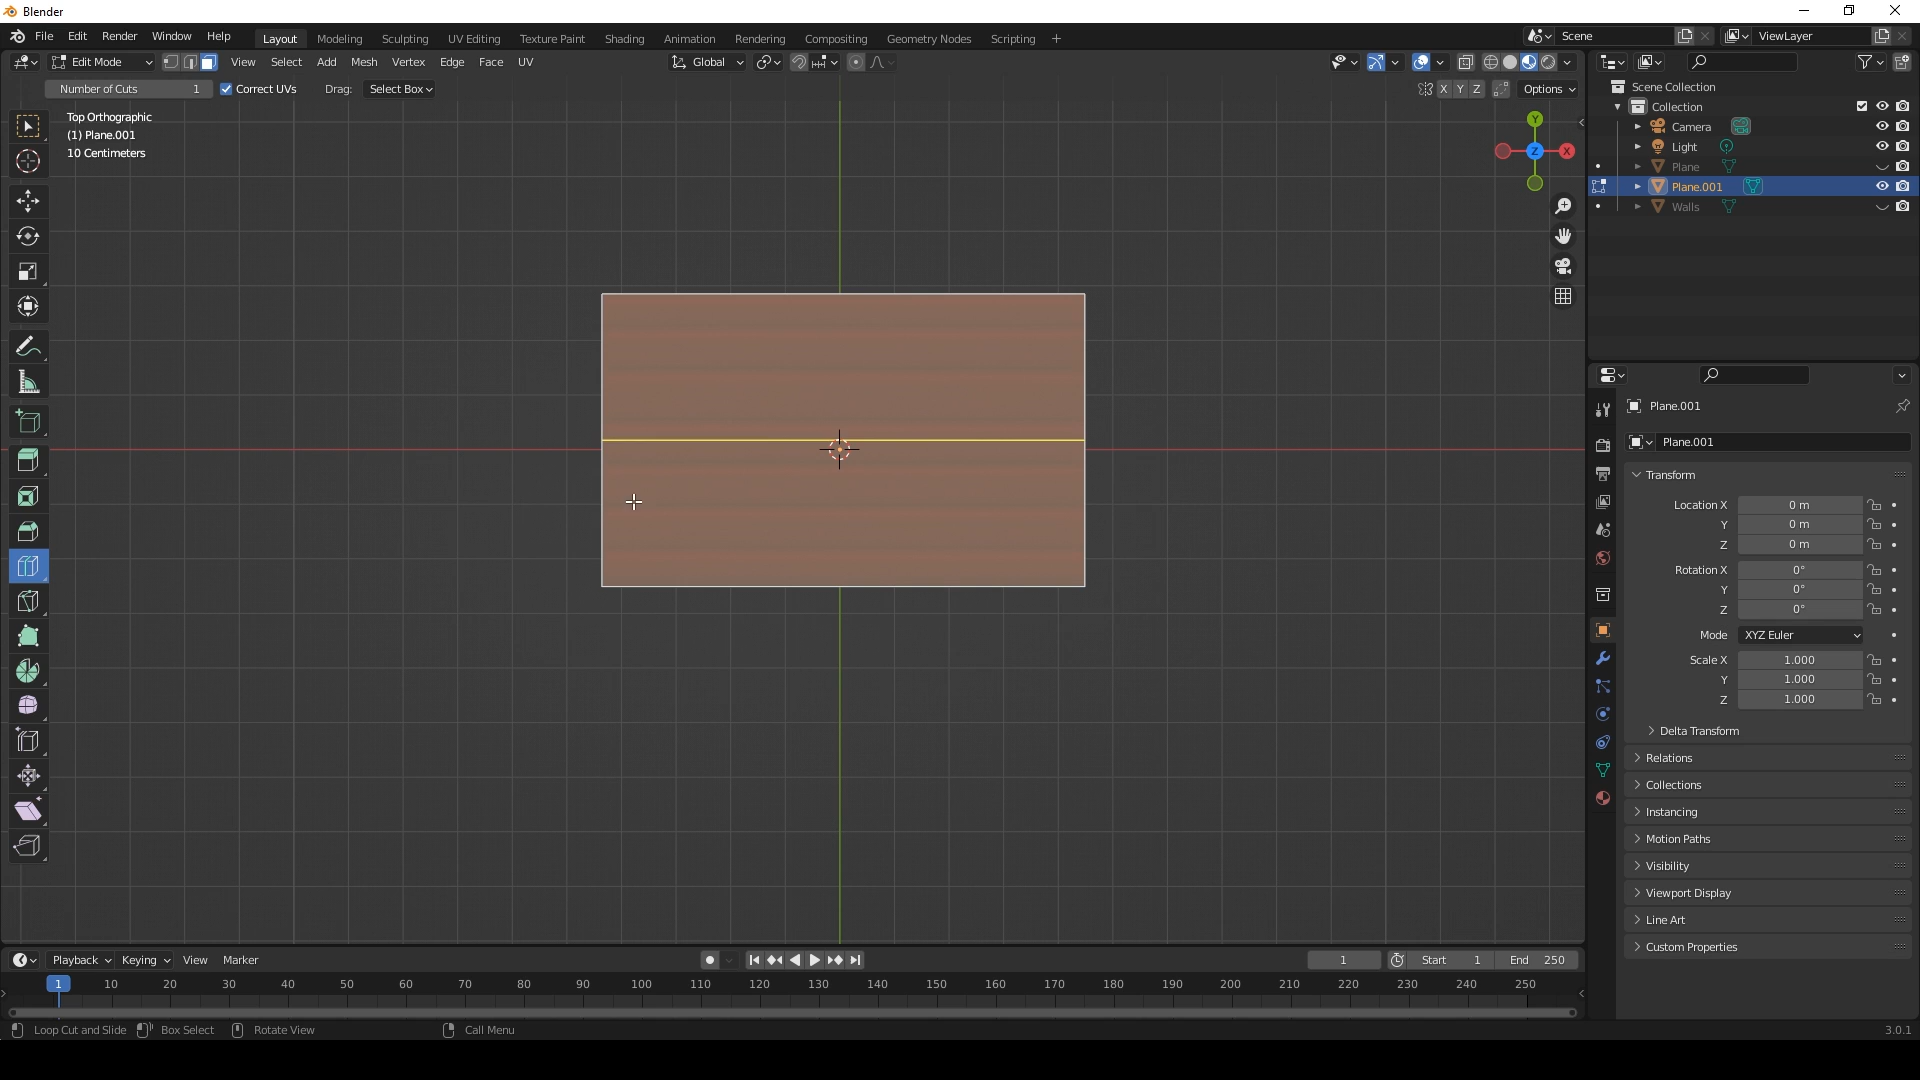 Blender
File Edit Render Window Help Layout Modeling Sculpting UV Editing Texture Paint Shading Animation Rendering Compositing Geometry Nodes Scripting + Scene ViewLayer
Edit Mode View Select Add Mesh Vertex Edge Face UV Global
Number of Cuts 1 Correct UVs Drag: Select Box X Y Z Options
Top Orthographic
(1) Plane.001
10 Centimeters
Y
Z
X
Scene Collection
Collection
Camera
Light
Plane
Plane.001
Walls
Plane.001
Plane.001
Transform
Location X 0 m
Y 0 m
Z 0 m
Rotation X 0°
Y 0°
Z 0°
Mode XYZ Euler
Scale X 1.000
Y 1.000
Z 1.000
Delta Transform
Relations
Collections
Instancing
Motion Paths
Visibility
Viewport Display
Line Art
Custom Properties
Playback Keying View Marker 1 Start 1 End 250
1 10 20 30 40 50 60 70 80 90 100 110 120 130 140 150 160 170 180 190 200 210 220 230 240 250
Loop Cut and Slide Box Select Rotate View Call Menu 3.0.1